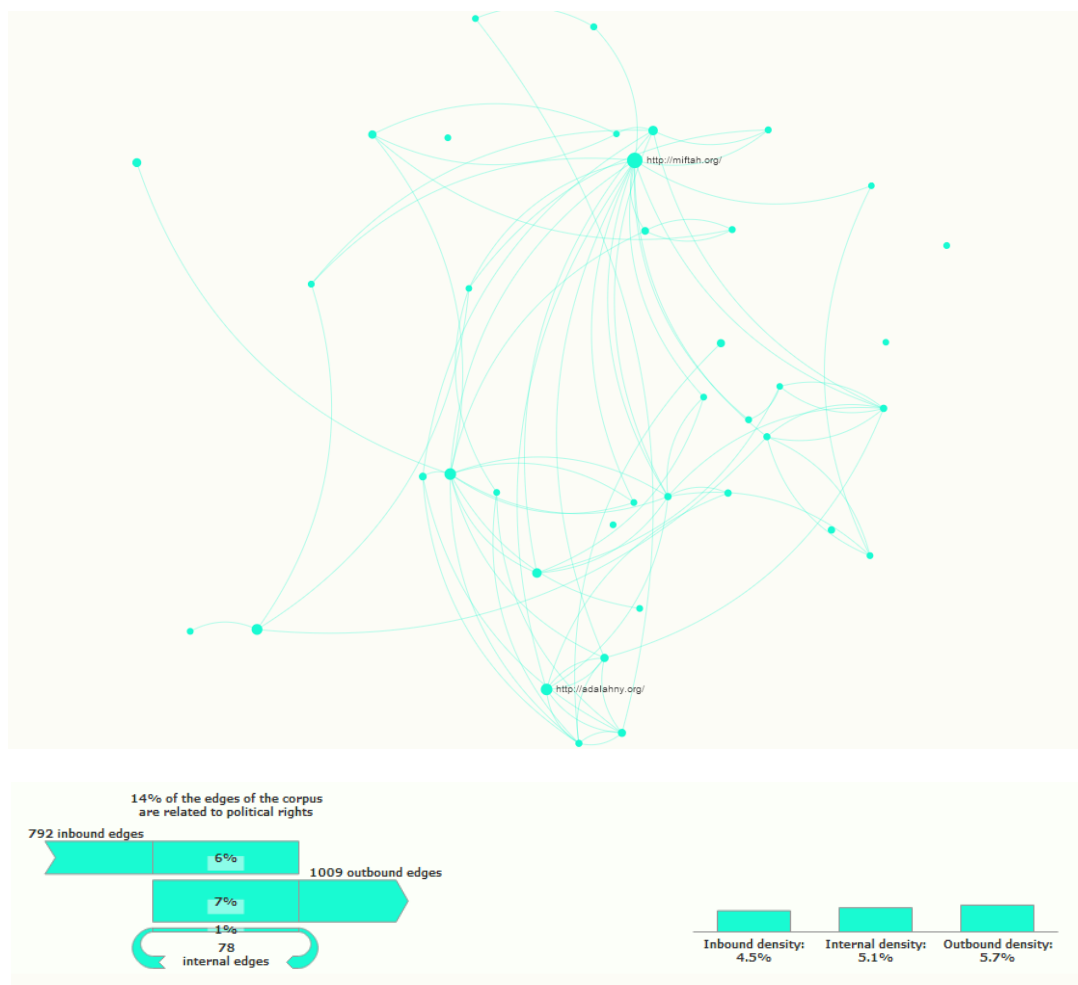 http://miftah.org/
http://adalahny.org/
14% of the edges of the corpus
are related to political rights
792 inbound edges
6%
1009 outbound edges
7%
1%
78
internal edges
Inbound density:
4.5%
Internal density:
5.1%
Outbound density:
5.7%